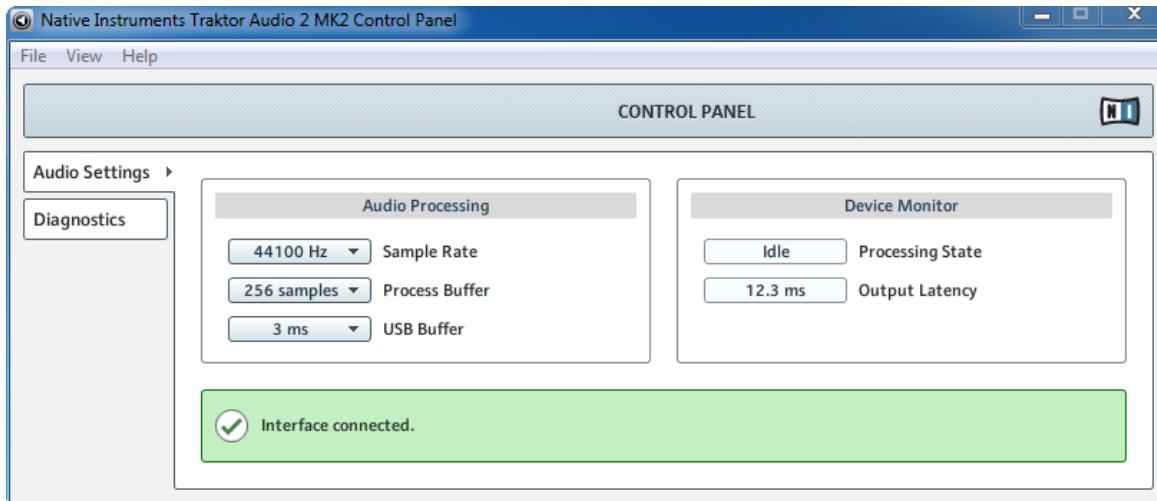 Native Instruments Traktor Audio 2 MK2 Control Panel
File View Help
CONTROL PANEL
NI
Audio Settings
Diagnostics
Audio Processing
44100 Hz Sample Rate
256 samples Process Buffer
3 ms USB Buffer
Device Monitor
Idle Processing State
12.3 ms Output Latency
Interface connected.